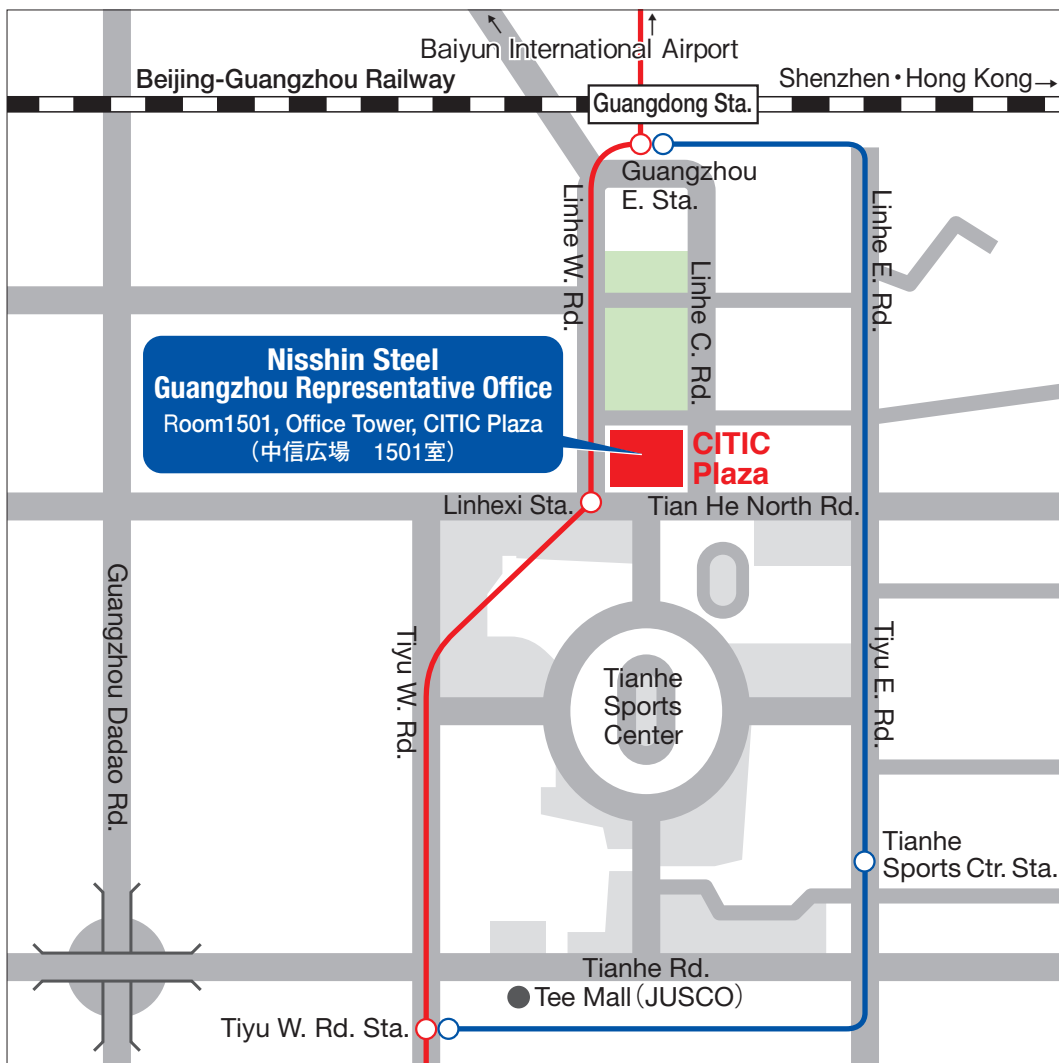 Baiyun International Airport
Beijing-Guangzhou Railway
Shenzhen・Hong Kong→
Guangdong Sta.
Guangzhou
E. Sta.
Linhe W. Rd.
Linhe C. Rd.
Linhe E. Rd.
Nisshin Steel
Guangzhou Representative Office
Room1501, Office Tower, CITIC Plaza
（中信広場　1501室）
CITIC
Plaza
Linhexi Sta.
Tian He North Rd.
Guangzhou Dadao Rd.
Tiyu W. Rd.
Tiyu E. Rd.
Tianhe
Sports
Center
Tianhe
Sports Ctr. Sta.
Tianhe Rd.
Tee Mall（JUSCO）
Tiyu W. Rd. Sta.